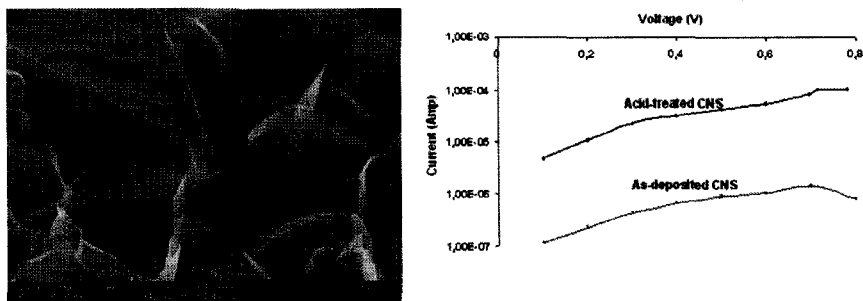 Voltage (V)
1,00E-03
0
0,2
0,4
0,6
0,8
1,00E-04
Acid-treated CNS
Current (Amp)
1,00E-05
As-deposited CNS
1,00E-06
1,00E-07